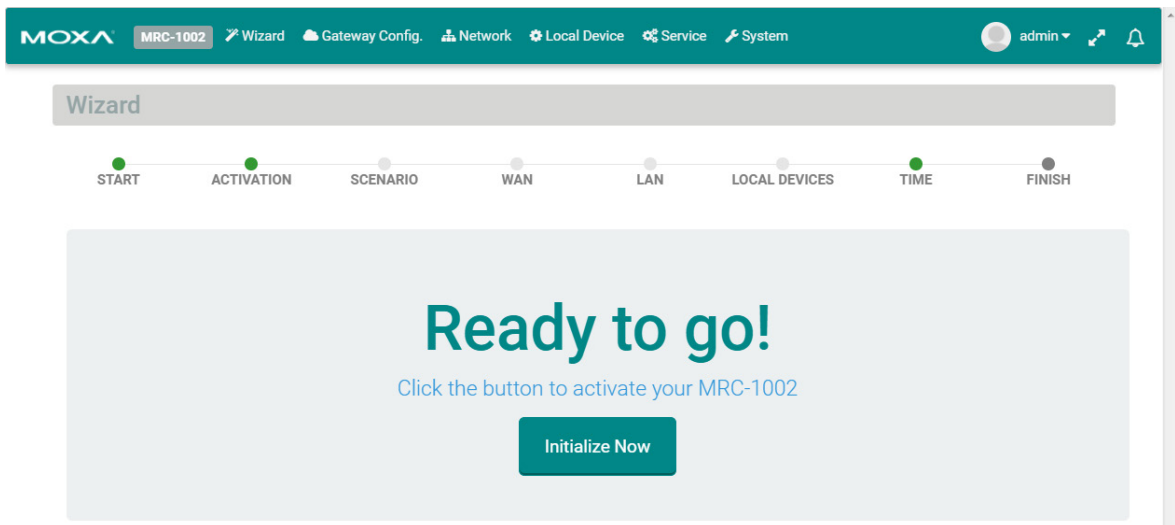 MOXA MRC-1002 Wizard Gateway Config. Network Local Device Service System admin
Wizard
START ACTIVATION SCENARIO WAN LAN LOCAL DEVICES TIME FINISH
Ready to go!
Click the button to activate your MRC-1002
Initialize Now